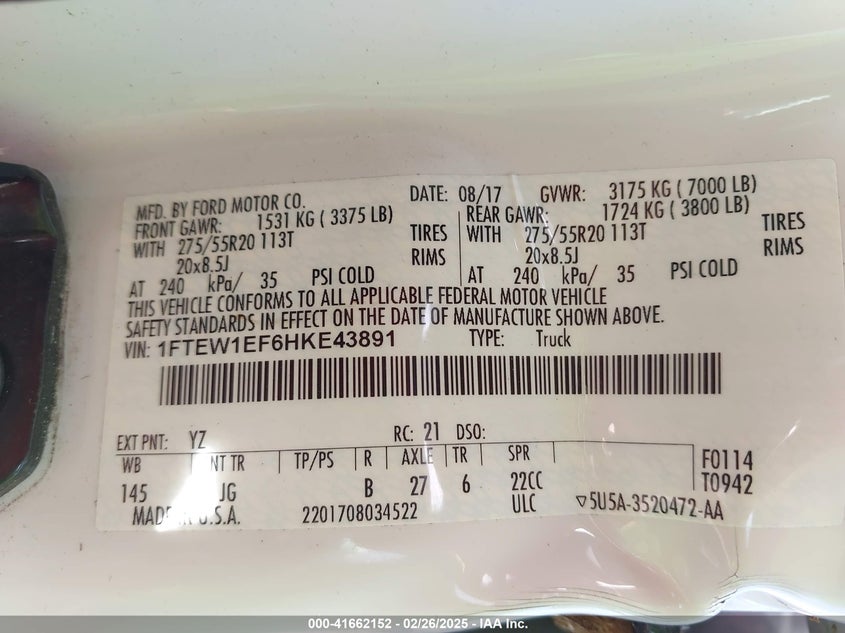 MFD. BY FORD MOTOR CO. DATE: 08/17 GVWR: 3175 KG ( 7000 LB)
FRONT GAWR: 1531 KG ( 3375 LB) REAR GAWR: 1724 KG ( 3800 LB)
WITH 275/55R20 113T TIRES WITH 275/55R20 113T TIRES
20x8.5J RIMS 20x8.5J RIMS
AT 240 kPa/ 35 PSI COLD AT 240 kPa/ 35 PSI COLD
THIS VEHICLE CONFORMS TO ALL APPLICABLE FEDERAL MOTOR VEHICLE
SAFETY STANDARDS IN EFFECT ON THE DATE OF MANUFACTURE SHOWN ABOVE.
VIN: 1FTEW1EF6HKE43891 TYPE: Truck
EXT PNT: YZ RC: 21 DSO:
WB NT TR TP/PS R AXLE TR SPR F0114
145 JG B 27 6 22CC T0942
MADE U.S.A. 2201708034522 ULC ▽5U5A-3520472-AA
000-41662152 / 02/26/2025 - IAA Inc.